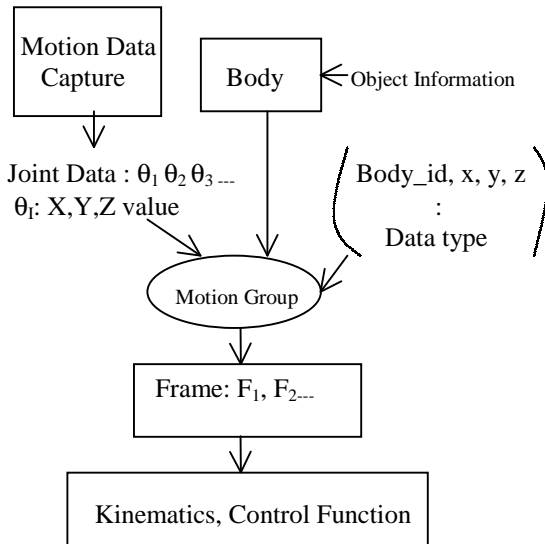 Motion Data
Capture
Body
Object Information
Joint Data : θ₁ θ₂ θ₃ ---
θI: X,Y,Z value
Body_id, x, y, z
:
Data type
Motion Group
Frame: F₁, F₂---
Kinematics, Control Function